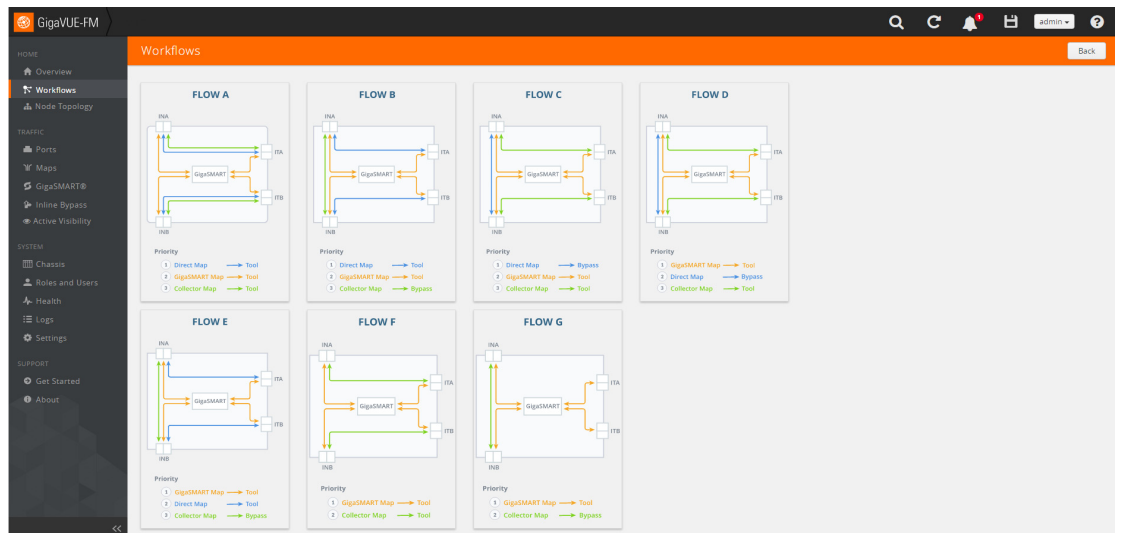 GigaVUE-FM
1
admin
?
HOME
Overview
Workflows
Node Topology
TRAFFIC
Ports
Maps
GigaSMART®
Inline Bypass
Active Visibility
SYSTEM
Chassis
Roles and Users
Health
Logs
Settings
SUPPORT
Get Started
About
<<
Workflows
Back
FLOW A
INA
ITA
GigaSMART
ITB
INB
Priority
1 Direct Map Tool
2 GigaSMART Map Tool
3 Collector Map Tool
FLOW B
INA
ITA
GigaSMART
ITB
INB
Priority
1 Direct Map Tool
2 GigaSMART Map Tool
3 Collector Map Bypass
FLOW C
INA
ITA
GigaSMART
ITB
INB
Priority
1 Direct Map Bypass
2 GigaSMART Map Tool
3 Collector Map Tool
FLOW D
INA
ITA
GigaSMART
ITB
INB
Priority
1 GigaSMART Map Tool
2 Direct Map Bypass
3 Collector Map Tool
FLOW E
INA
ITA
GigaSMART
ITB
INB
Priority
1 GigaSMART Map Tool
2 Direct Map Tool
3 Collector Map Bypass
FLOW F
INA
ITA
GigaSMART
ITB
INB
Priority
1 GigaSMART Map Tool
2 Collector Map Tool
FLOW G
INA
ITA
GigaSMART
ITB
INB
Priority
1 GigaSMART Map Tool
2 Collector Map Bypass